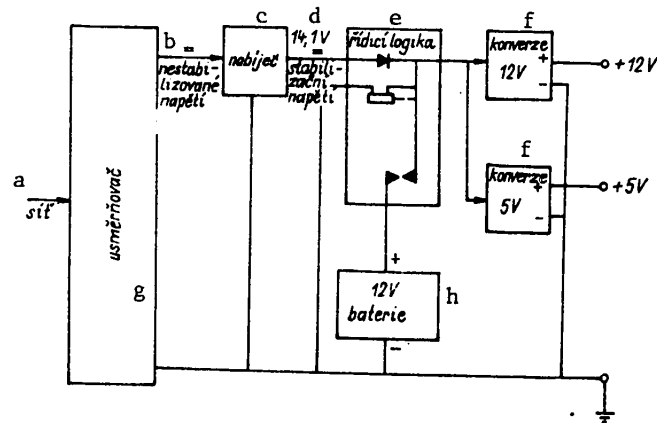 a
síť
usměrňovač
g
b =
nestabi-
lizované
napětí
c
nabíječ
d
14,1V
=
stabili-
zační
napětí
e
řídicí logika
+
12V
baterie
–
h
f
konverze
12V
+
–
+12V
f
konverze
5V
+
–
+5V